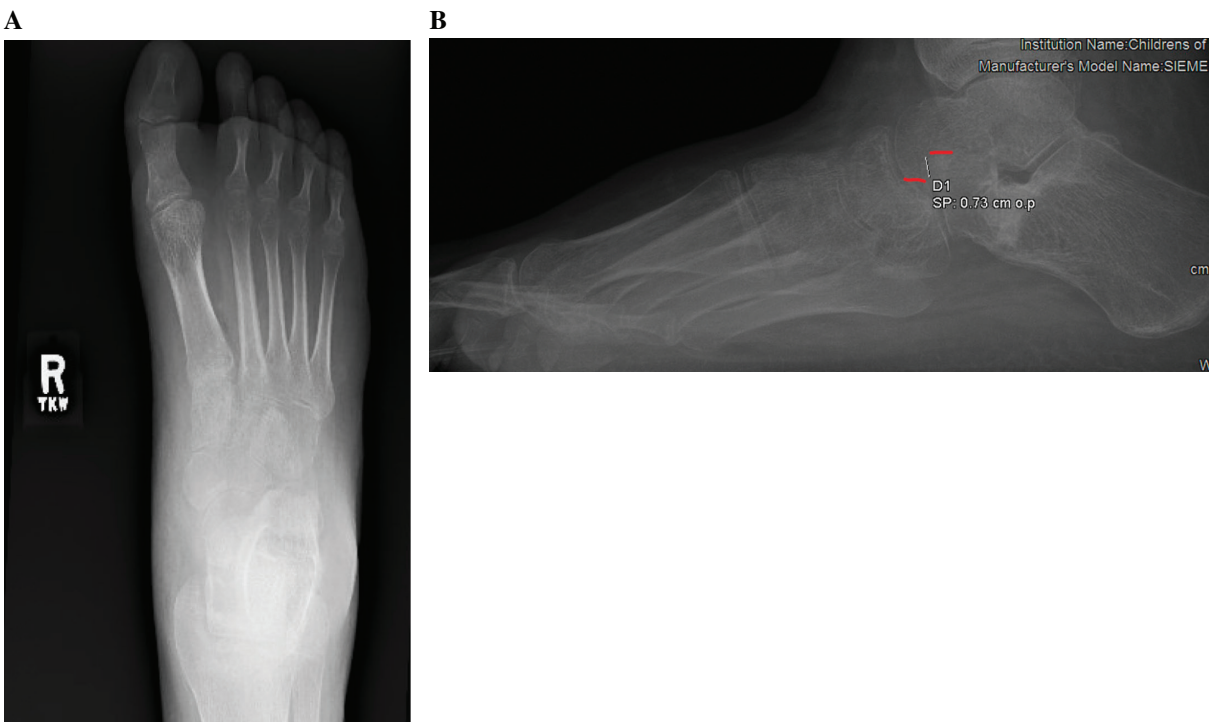 A
B
R
TKW
Institution Name:Childrens of
Manufacturer's Model Name:SIEME
D1
SP: 0.73 cm o.p
cm
W